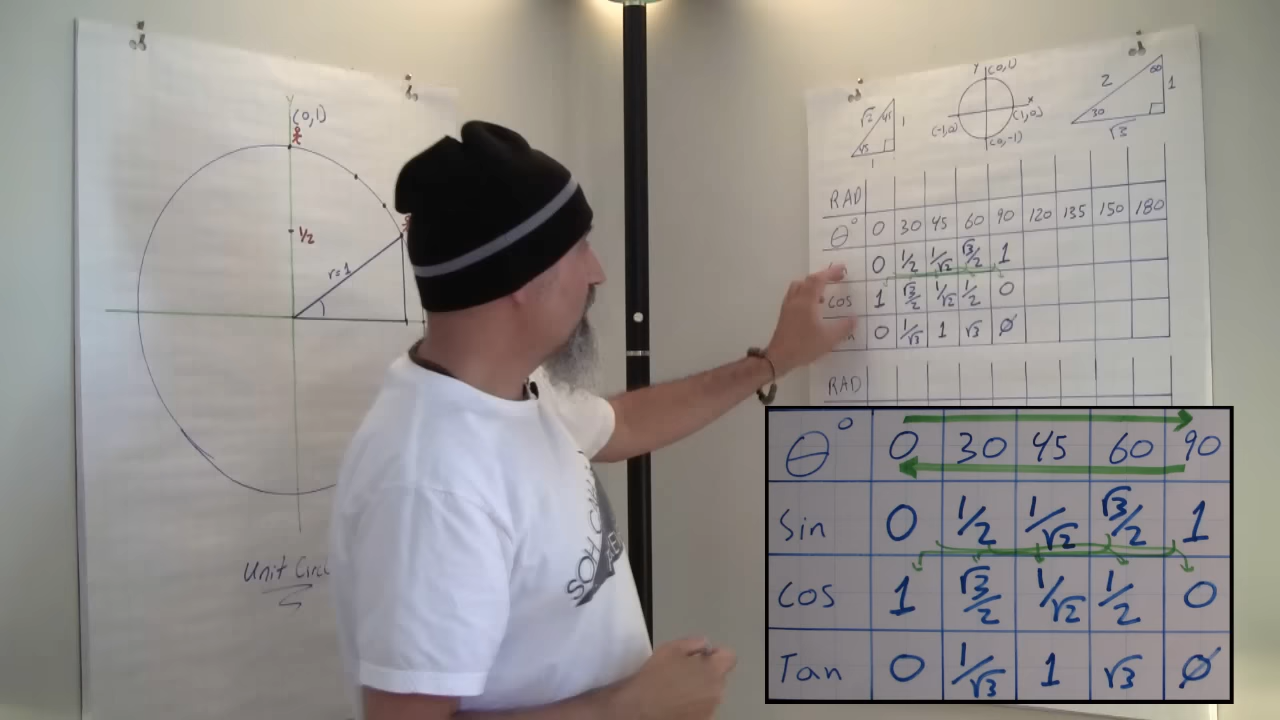 Y
(0,1)
1/2
r=1
Unit Circ
√2 45 1
45
1
Y (0,1)
X
(-1,0) (1,0)
(0,-1)
2 60 1
30
√3
RAD
θ° 0 30 45 60 90 120 135 150 180
0 1/2 1/√2 √3/2 1
cos 1 √3/2 1/√2 1/2 0
0 1/√3 1 √3 Ø
RAD
θ° 0 30 45 60 90
Sin 0 1/2 1/√2 √3/2 1
Cos 1 √3/2 1/√2 1/2 0
Tan 0 1/√3 1 √3 Ø
SOH